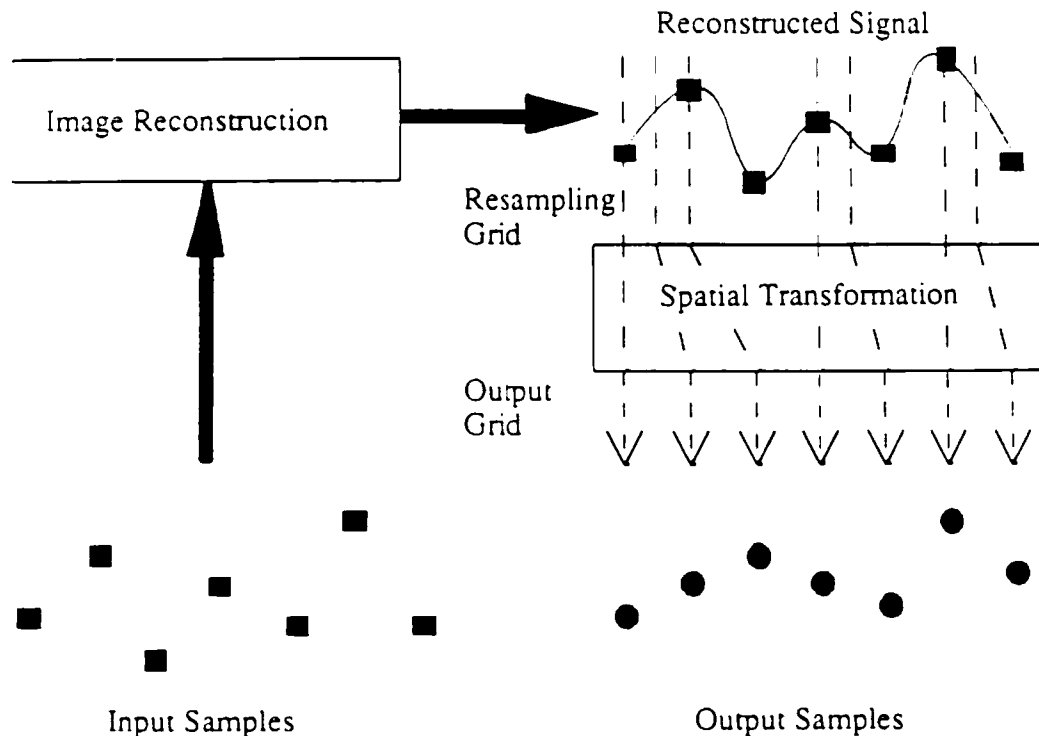 Reconstructed Signal
Image Reconstruction
Resampling
Grid
Spatial Transformation
Output
Grid
Input Samples
Output Samples